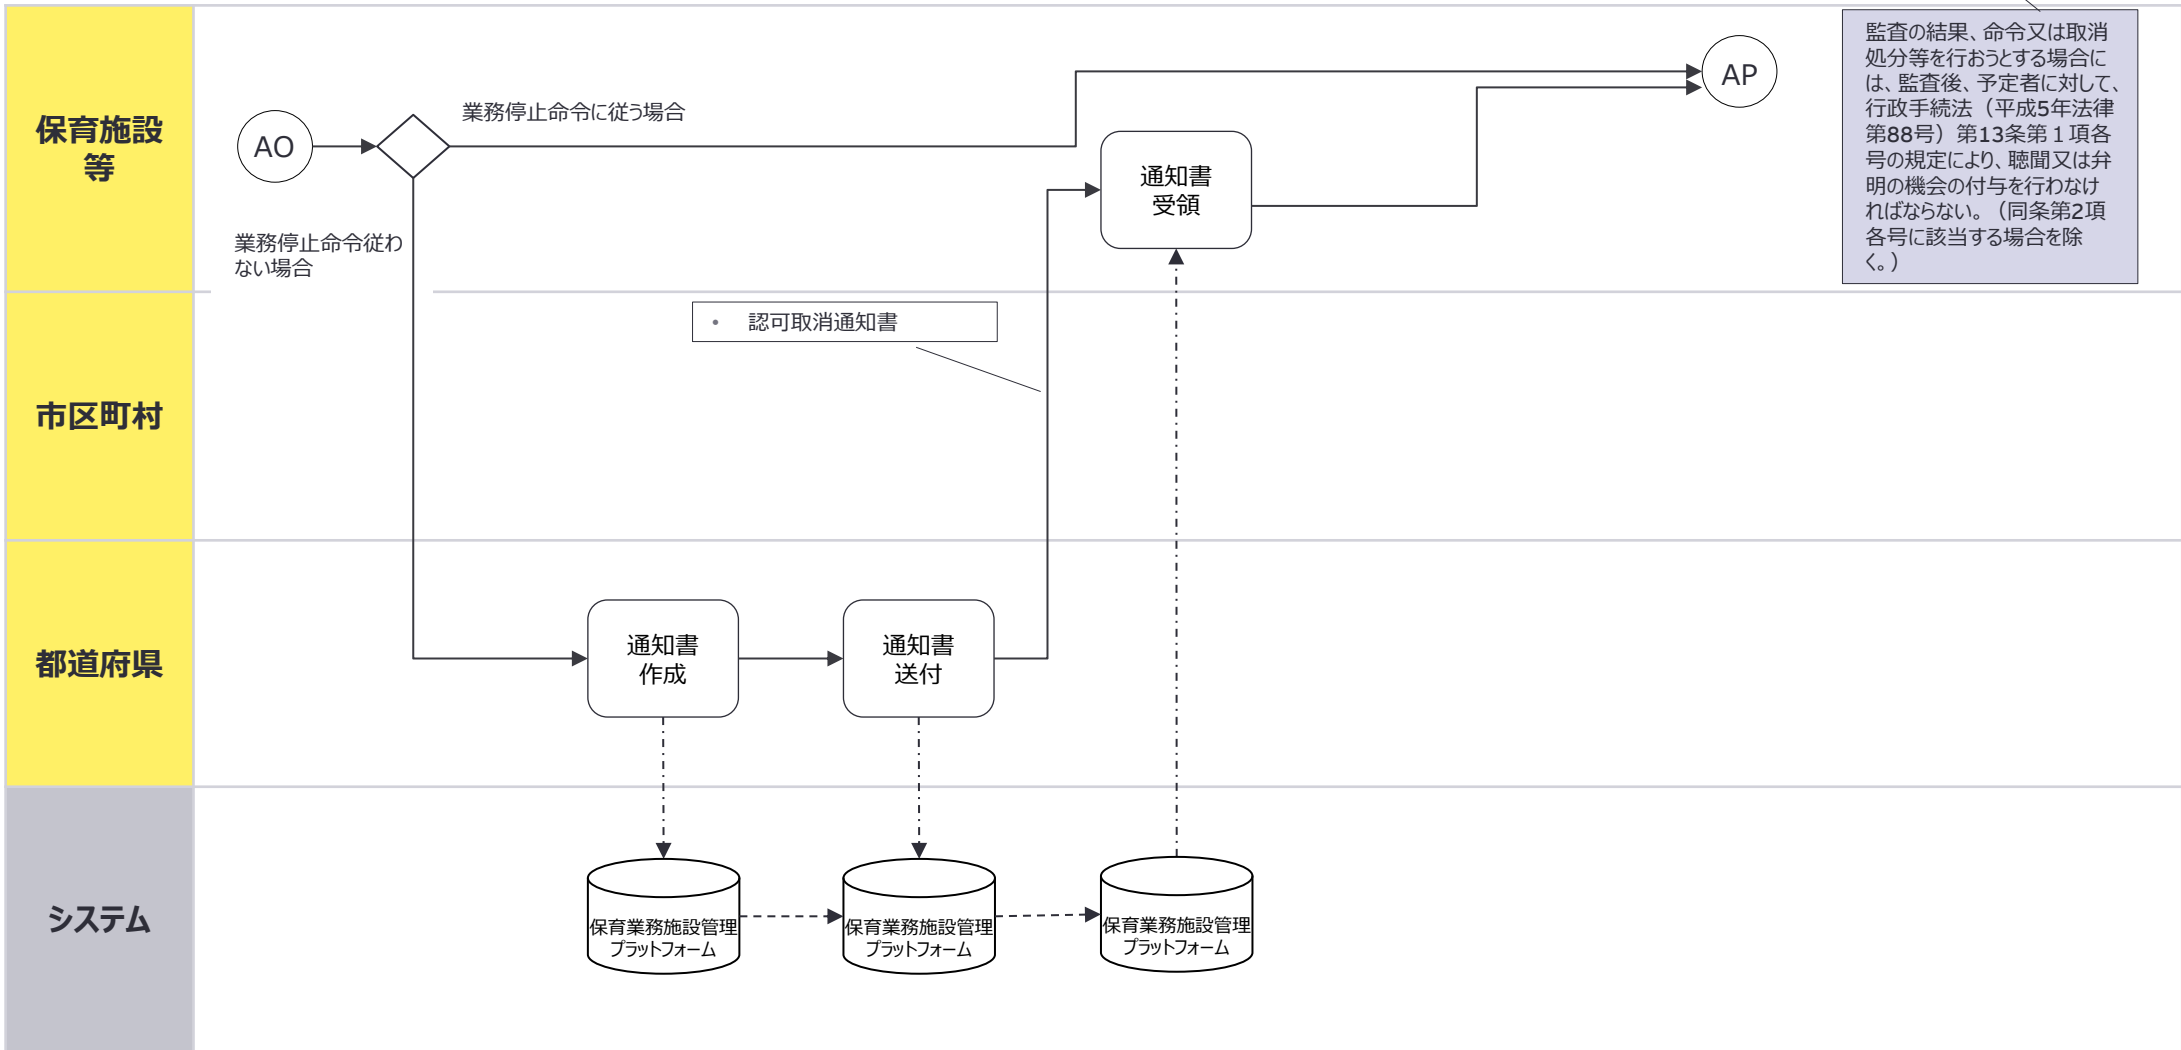 保育施設
等
AO
業務停止命令に従う場合
業務停止命令従わ
ない場合
通知書
受領
AP
監査の結果、命令又は取消
処分等を行おうとする場合に
は、監査後、予定者に対して、
行政手続法（平成5年法律
第88号）第13条第１項各
号の規定により、聴聞又は弁
明の機会の付与を行わなけ
ればならない。（同条第2項
各号に該当する場合を除
く。）
市区町村
• 認可取消通知書
都道府県
通知書
作成
通知書
送付
システム
保育業務施設管理
プラットフォーム
保育業務施設管理
プラットフォーム
保育業務施設管理
プラットフォーム